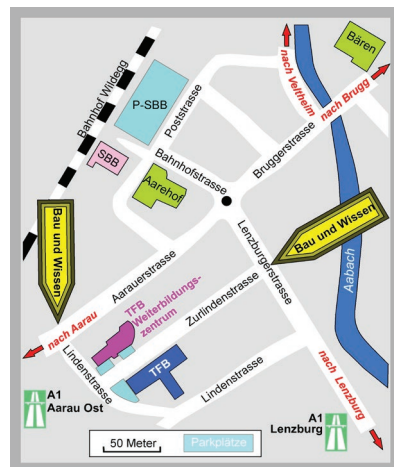 Bären
nach Veltheim
nach Brugg
Bahnhof Wildegg
P-SBB
Poststrasse
SBB
Bahnhofstrasse
Bruggerstrasse
Aarehof
Bau und Wissen
Bau und Wissen
Aabach
Lenzburgerstrasse
Aarauerstrasse
TFB
Weiterbildungs-
zentrum
Zurlindenstrasse
nach Aarau
Lindenstrasse
TFB
Lindenstrasse
nach Lenzburg
A1
Aarau Ost
A1
Lenzburg
50 Meter
Parkplätze